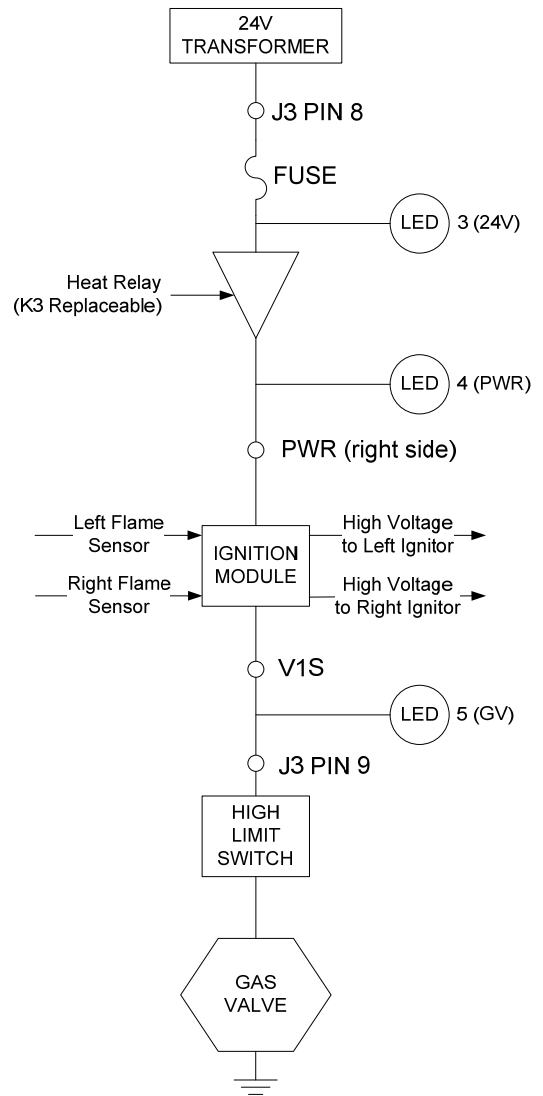 24V
TRANSFORMER
J3 PIN 8
FUSE
LED
3 (24V)
Heat Relay
(K3 Replaceable)
LED
4 (PWR)
PWR (right side)
Left Flame
Sensor
Right Flame
Sensor
IGNITION
MODULE
High Voltage
to Left Ignitor
High Voltage
to Right Ignitor
V1S
LED
5 (GV)
J3 PIN 9
HIGH
LIMIT
SWITCH
GAS
VALVE